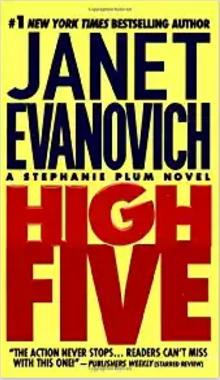 #1 NEW YORK TIMES BESTSELLING AUTHOR
JANET
EVANOVICH
A STEPHANIE PLUM NOVEL
HIGH
FIVE
"THE ACTION NEVER STOPS... READERS CAN'T MISS
WITH THIS ONE!" — PUBLISHERS WEEKLY (STARRED REVIEW)